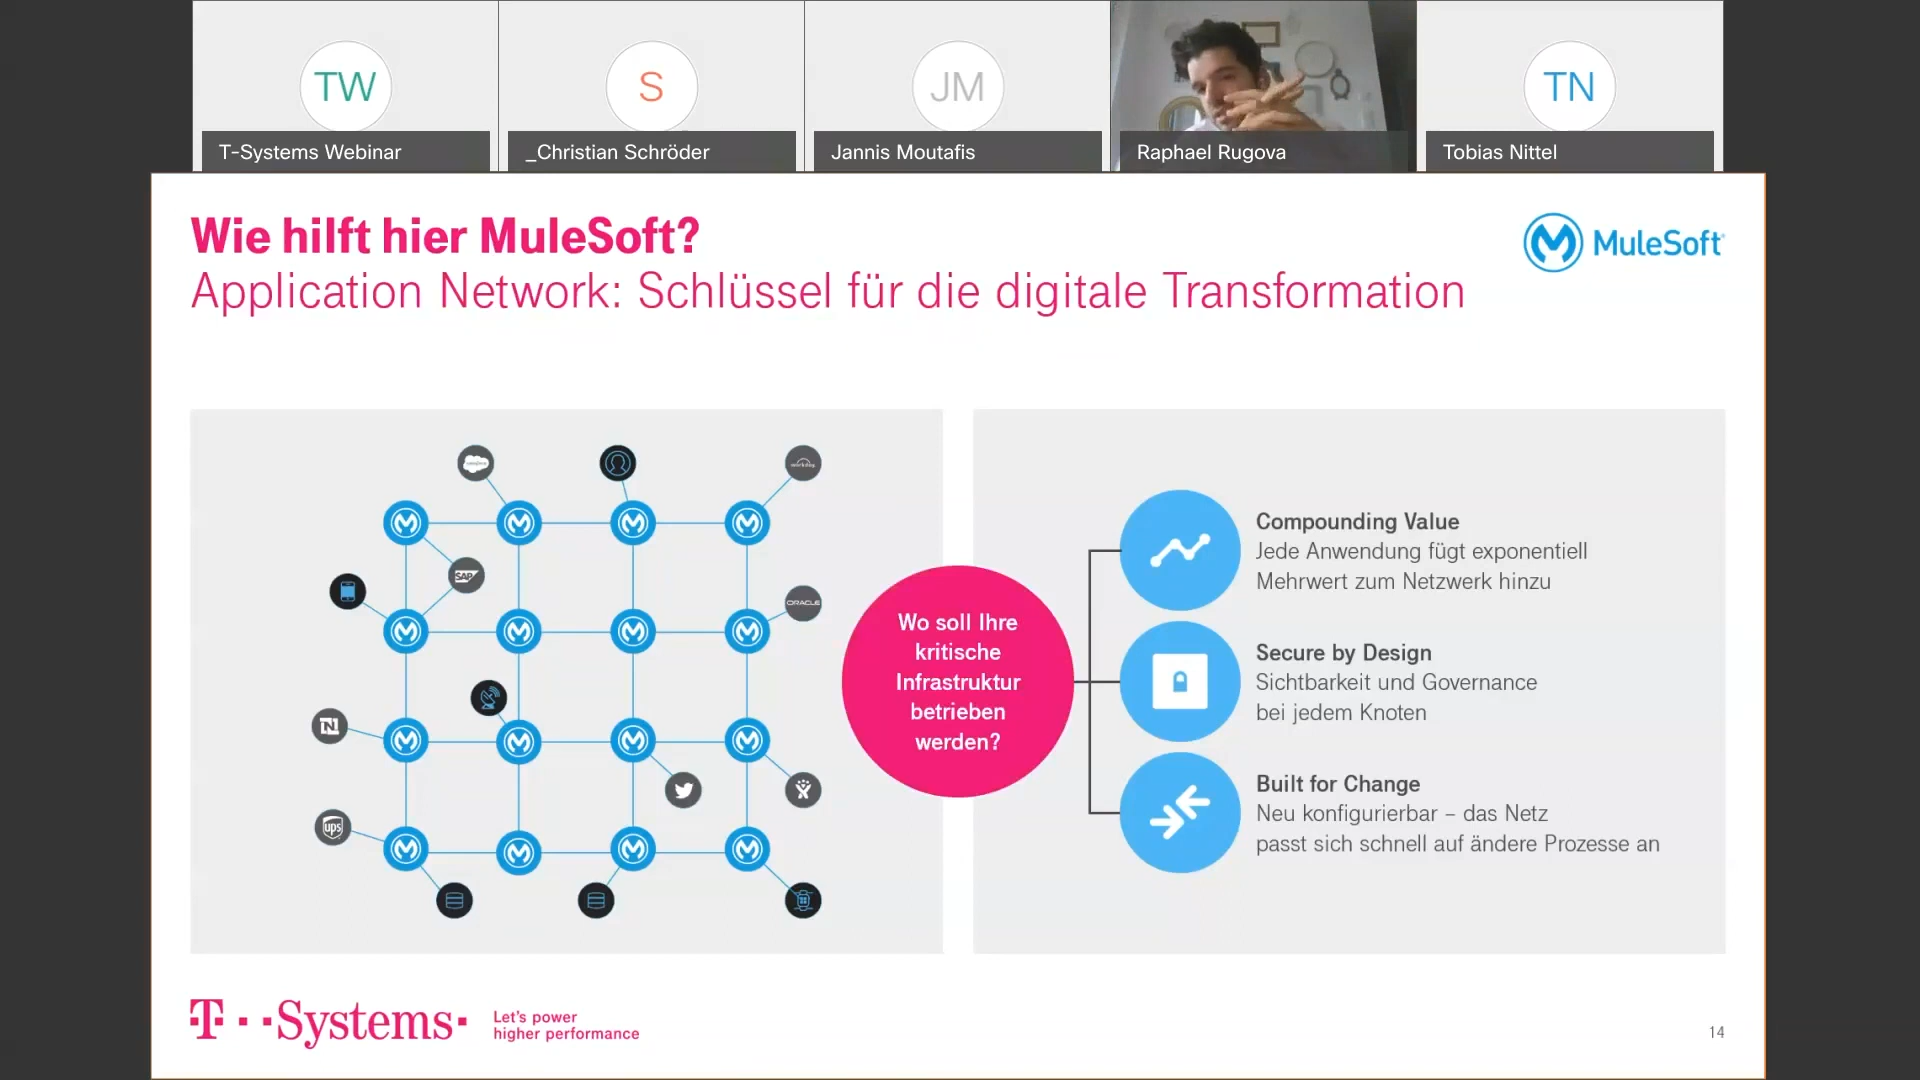 TW
S
JM
TN
T-Systems Webinar
_Christian Schröder
Jannis Moutafis
Raphael Rugova
Tobias Nittel
Wie hilft hier MuleSoft?
MuleSoft
Application Network: Schlüssel für die digitale Transformation
SAP
ORACLE
N
ups
Wo soll Ihre
kritische
Infrastruktur
betrieben
werden?
Compounding Value
Jede Anwendung fügt exponentiell
Mehrwert zum Netzwerk hinzu
Secure by Design
Sichtbarkeit und Governance
bei jedem Knoten
Built for Change
Neu konfigurierbar – das Netz
passt sich schnell auf ändere Prozesse an
T··Systems·
Let's power
higher performance
14